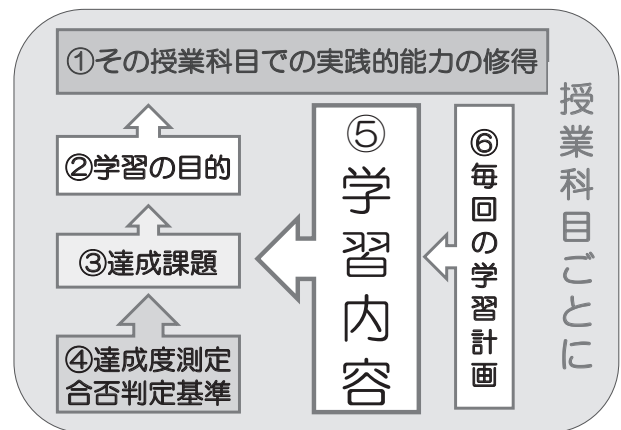 ①その授業科目での実践的能力の修得
②学習の目的
③達成課題
④達成度測定
合否判定基準
⑤学習内容
⑥毎回の学習計画
授業科目ごとに